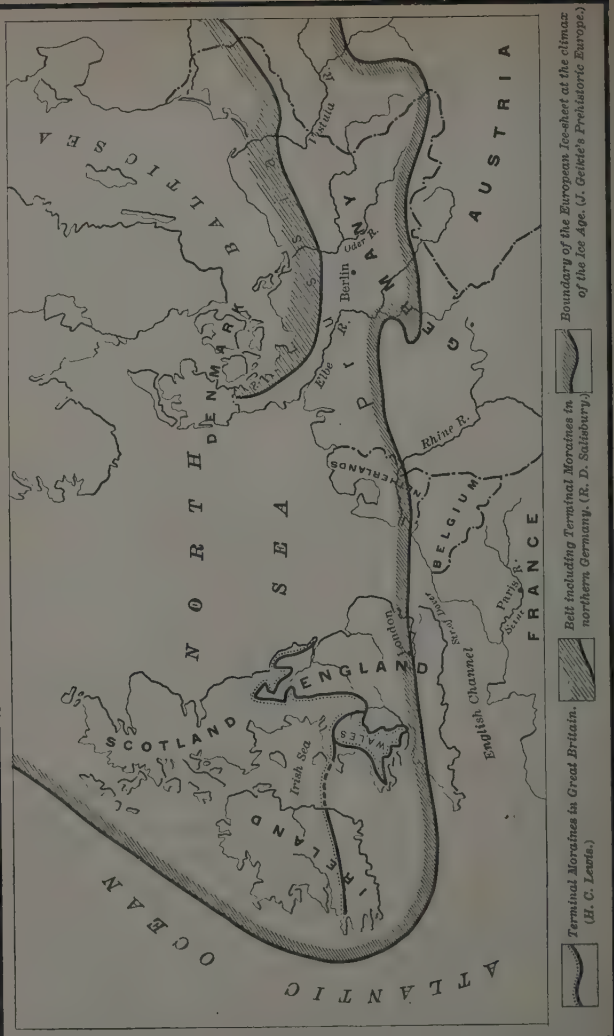 ATLANTIC
OCEAN
SCOTLAND
NORTH
SEA
IRELAND
Irish Sea
ENGLAND
WALES
London
English Channel
Strait Dover
DENMARK
BALTIC SEA
NETHERLANDS
BELGIUM
FRANCE
Paris
Seine R.
Rhine R.
Elbe R.
Berlin
Oder R.
Vistula R.
GERMANY
AUSTRIA
Terminal Moraines in Great Britain.
(H. C. Lewis.)
Belt including Terminal Moraines in
northern Germany. (R. D. Salisbury.)
Boundary of the European Ice-sheet at the climax
of the Ice Age. (J. Geikie's Prehistoric Europe.)